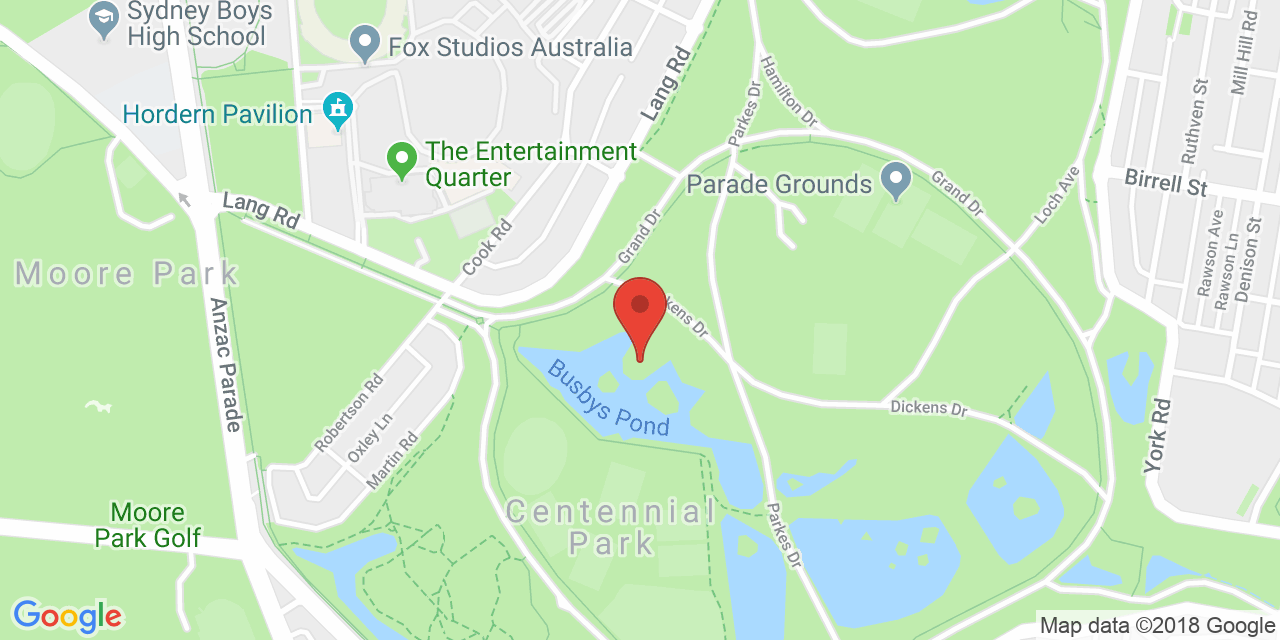 Sydney Boys
High School
Fox Studios Australia
Lang Rd
Hordern Pavilion
The Entertainment
Quarter
Parkes Dr
Hamilton Dr
Mill Hill Rd
Ruthven St
Birrell St
Parade Grounds
Grand Dr
Loch Ave
Lang Rd
Cook Rd
Grand Dr
Rawson Ave
Rawson Ln
Denison St
Moore Park
Anzac Parade
kens Dr
Busbys Pond
Robertson Rd
Oxley Ln
Martin Rd
Dickens Dr
York Rd
Moore
Park Golf
Centennial
Park
Parkes Dr
Google
Map data ©2018 Google